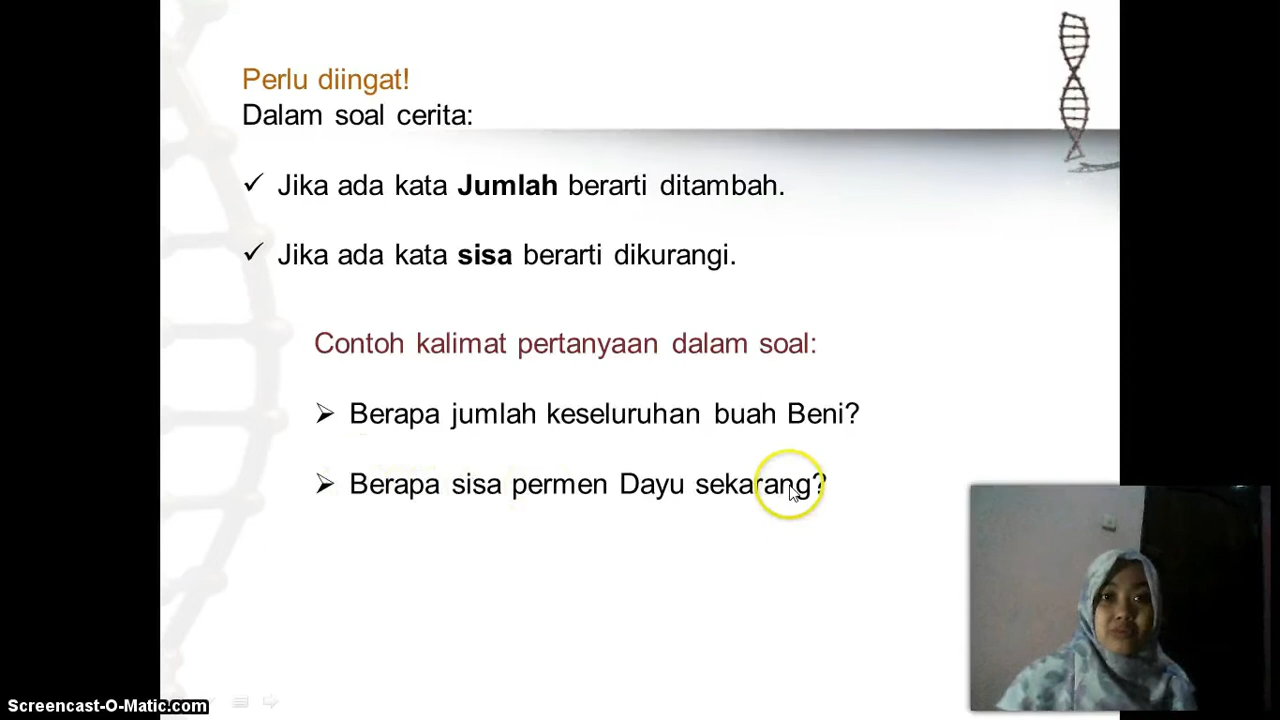 Perlu diingat!
Dalam soal cerita:
✓ Jika ada kata Jumlah berarti ditambah.
✓ Jika ada kata sisa berarti dikurangi.
Contoh kalimat pertanyaan dalam soal:
➢ Berapa jumlah keseluruhan buah Beni?
➢ Berapa sisa permen Dayu sekarang?
Screencast-O-Matic.com